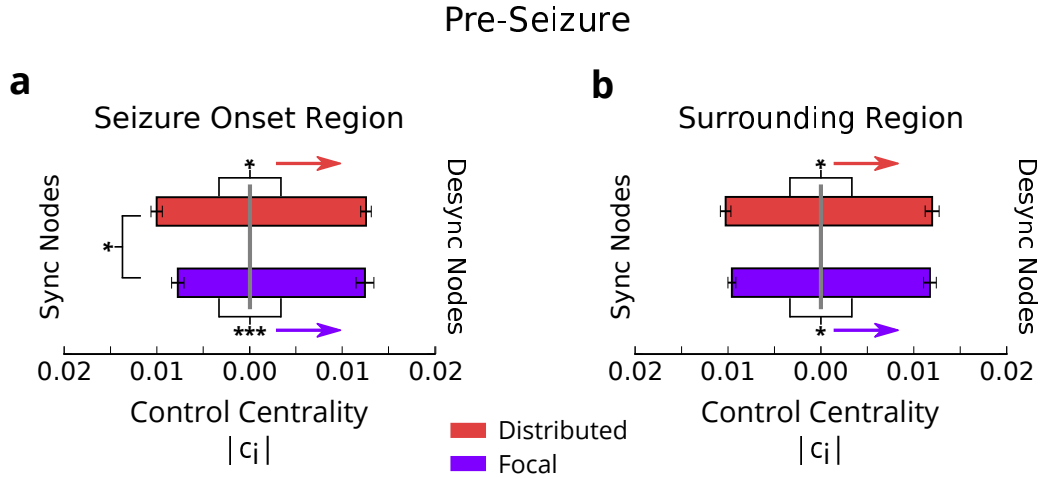 Pre-Seizure
a
Seizure Onset Region
*
Sync Nodes
*
Desync Nodes
***
0.02 0.01 0.00 0.01 0.02
Control Centrality
|ci|
b
Surrounding Region
*
Sync Nodes
Desync Nodes
*
0.02 0.01 0.00 0.01 0.02
Control Centrality
|ci|
Distributed
Focal